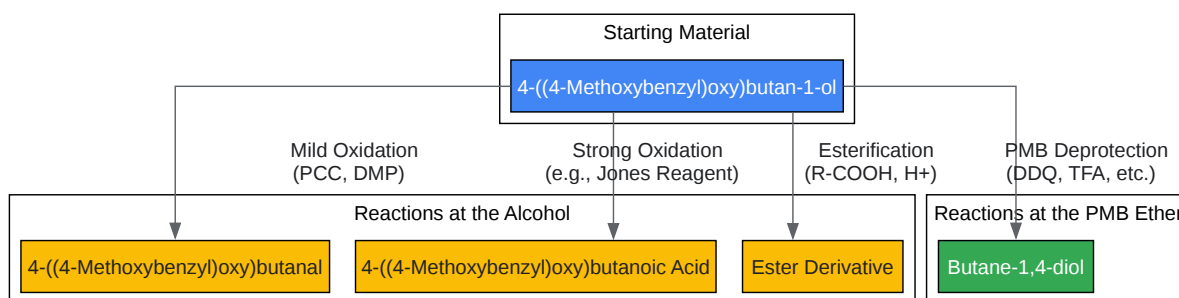 Starting Material
4-((4-Methoxybenzyl)oxy)butan-1-ol
Mild Oxidation
(PCC, DMP)
Strong Oxidation
(e.g., Jones Reagent)
Esterification
(R-COOH, H+)
PMB Deprotection
(DDQ, TFA, etc.)
Reactions at the Alcohol
Reactions at the PMB Ether
4-((4-Methoxybenzyl)oxy)butanal
4-((4-Methoxybenzyl)oxy)butanoic Acid
Ester Derivative
Butane-1,4-diol